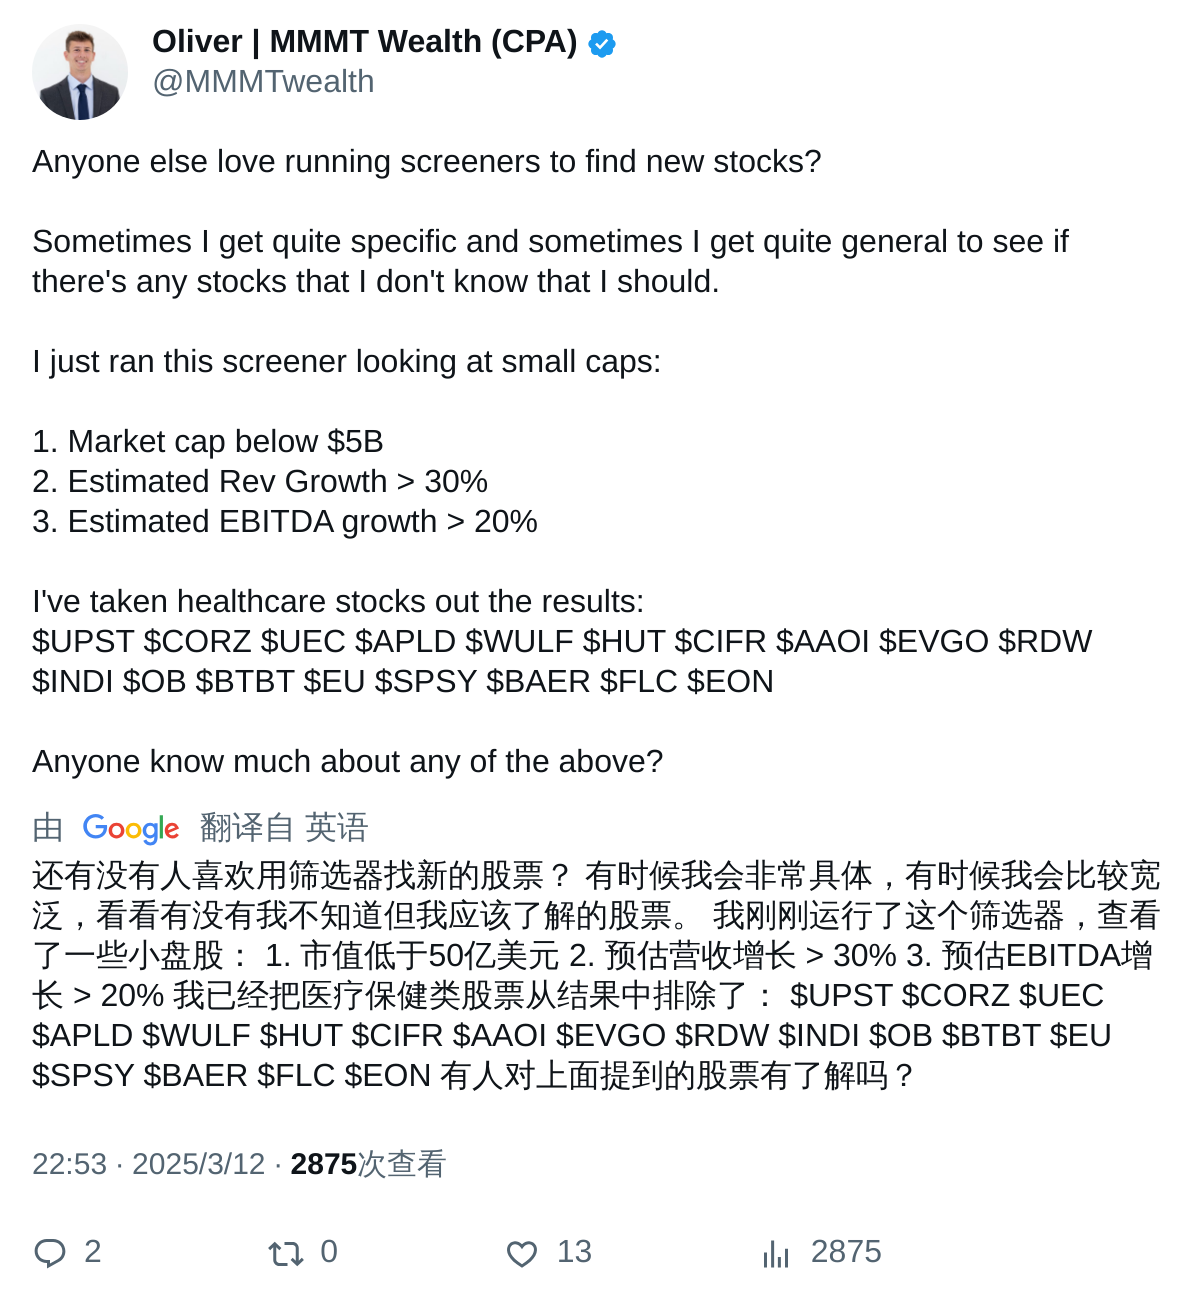 Oliver | MMMT Wealth (CPA)
@MMMTwealth
Anyone else love running screeners to find new stocks?
Sometimes I get quite specific and sometimes I get quite general to see if
there's any stocks that I don't know that I should.
I just ran this screener looking at small caps:
1. Market cap below $5B
2. Estimated Rev Growth > 30%
3. Estimated EBITDA growth > 20%
I've taken healthcare stocks out the results:
$UPST $CORZ $UEC $APLD $WULF $HUT $CIFR $AAOI $EVGO $RDW
$INDI $OB $BTBT $EU $SPSY $BAER $FLC $EON
Anyone know much about any of the above?
由 Google 翻译自 英语
还有没有人喜欢用筛选器找新的股票？ 有时候我会非常具体，有时候我会比较宽
泛，看看有没有我不知道但我应该了解的股票。 我刚刚运行了这个筛选器，查看
了一些小盘股： 1. 市值低于50亿美元 2. 预估营收增长 > 30% 3. 预估EBITDA增
长 > 20% 我已经把医疗保健类股票从结果中排除了： $UPST $CORZ $UEC
$APLD $WULF $HUT $CIFR $AAOI $EVGO $RDW $INDI $OB $BTBT $EU
$SPSY $BAER $FLC $EON 有人对上面提到的股票有了解吗？
22:53 · 2025/3/12 · 2875次查看
2 0 13 2875